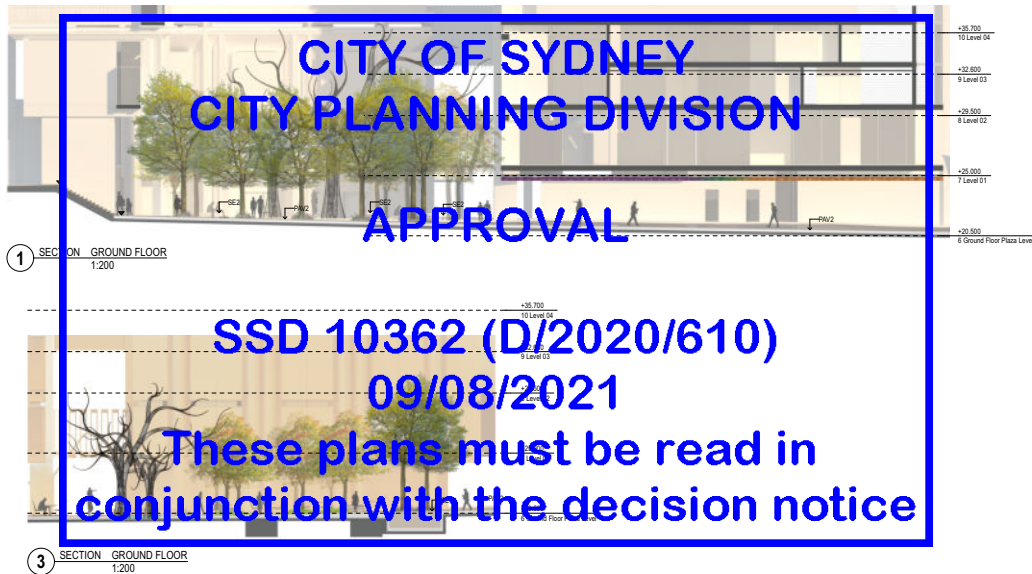 +35.700
10 Level 04
CITY OF SYDNEY
+32.600
9 Level 03
CITY PLANNING DIVISION
+29.500
8 Level 02
+25.000
7 Level 01
SE2
PAV2
SE2
SE2
PAV2
APPROVAL
+20.500
6 Ground Floor Plaza Leve
1 SECTION GROUND FLOOR
1:200
+35.700
10 Level 04
SSD 10362 (D/2020/610)
9 Level 03
09/08/2021
These plans must be read in
conjunction with the decision notice
3 SECTION GROUND FLOOR
1:200